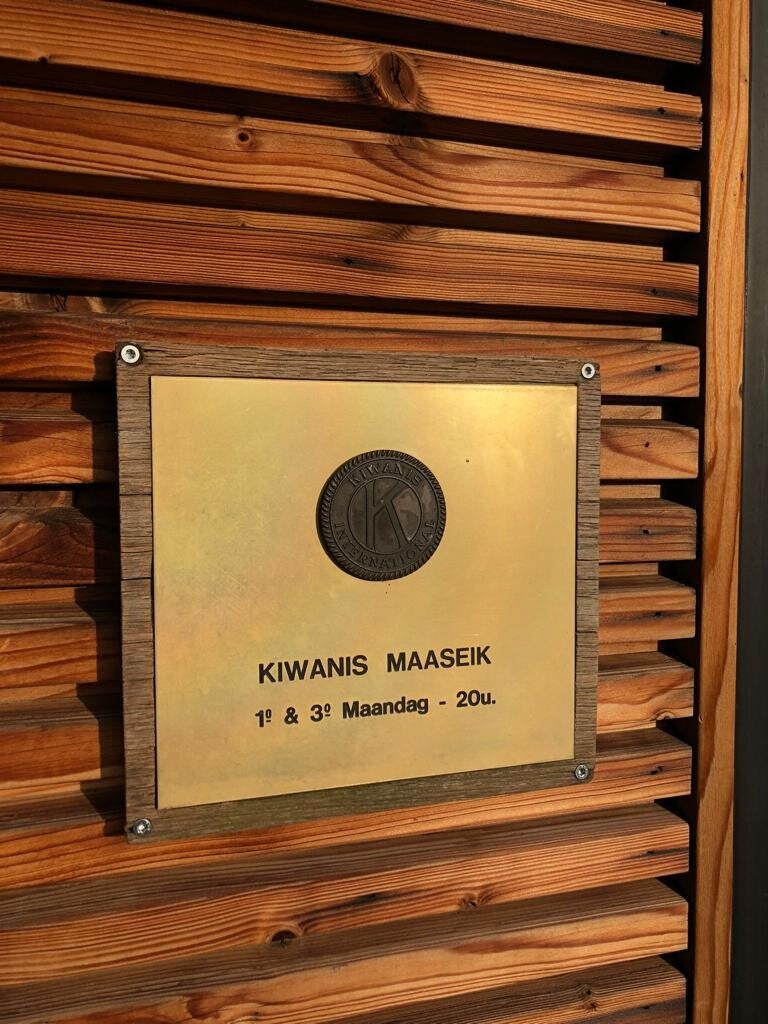 KIWANIS
K
INTERNATIONAL
KIWANIS MAASEIK
1º & 3º Maandag - 20u.